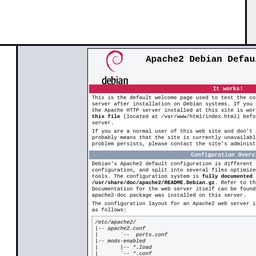 Apache2 Debian Defau
debian
It works!
This is the default welcome page used to test the co
server after installation on Debian systems. If you
the Apache HTTP server installed at this site is wor
this file (located at /var/www/html/index.html) befo
server.
If you are a normal user of this web site and don't
probably means that the site is currently unavailabl
problem persists, please contact the site's administ
Configuration Overvi
Debian's Apache2 default configuration is different
configuration, and split into several files optimize
tools. The configuration system is fully documented
/usr/share/doc/apache2/README.Debian.gz. Refer to th
Documentation for the web server itself can be found
apache2-doc package was installed on this server.
The configuration layout for an Apache2 web server i
as follows:
/etc/apache2/
|-- apache2.conf
|       `--  ports.conf
|-- mods-enabled
|       |-- *.load
|       `-- *.conf